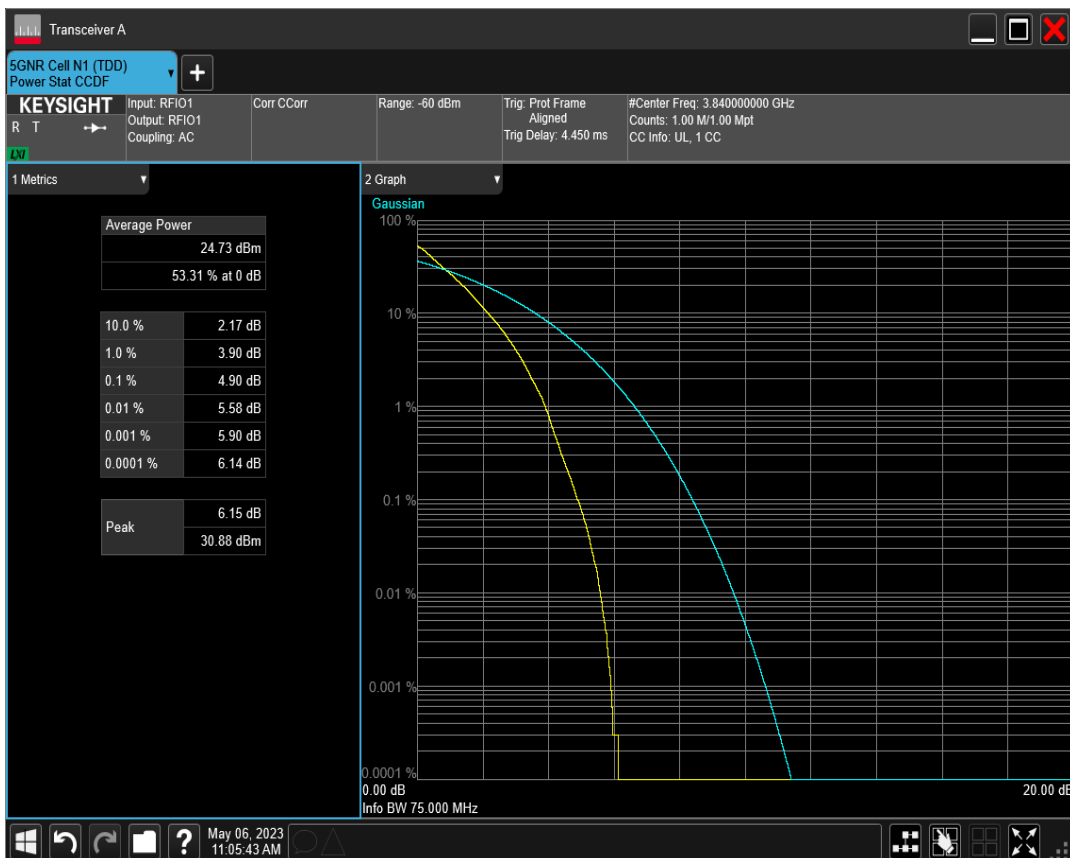 Transceiver A
5GNR Cell N1 (TDD)
Power Stat CCDF
+
KEYSIGHT
R T
LXI
Input: RFIO1
Output: RFIO1
Coupling: AC
Corr CCorr
Range: -60 dBm
Trig: Prot Frame
Aligned
Trig Delay: 4.450 ms
#Center Freq: 3.840000000 GHz
Counts: 1.00 M/1.00 Mpt
CC Info: UL, 1 CC
1 Metrics
Average Power
24.73 dBm
53.31 % at 0 dB
10.0 % 2.17 dB
1.0 % 3.90 dB
0.1 % 4.90 dB
0.01 % 5.58 dB
0.001 % 5.90 dB
0.0001 % 6.14 dB
Peak 6.15 dB
30.88 dBm
2 Graph
Gaussian
100 %
10 %
1 %
0.1 %
0.01 %
0.001 %
0.0001 %
0.00 dB 20.00 dB
Info BW 75.000 MHz
?
May 06, 2023
11:05:43 AM